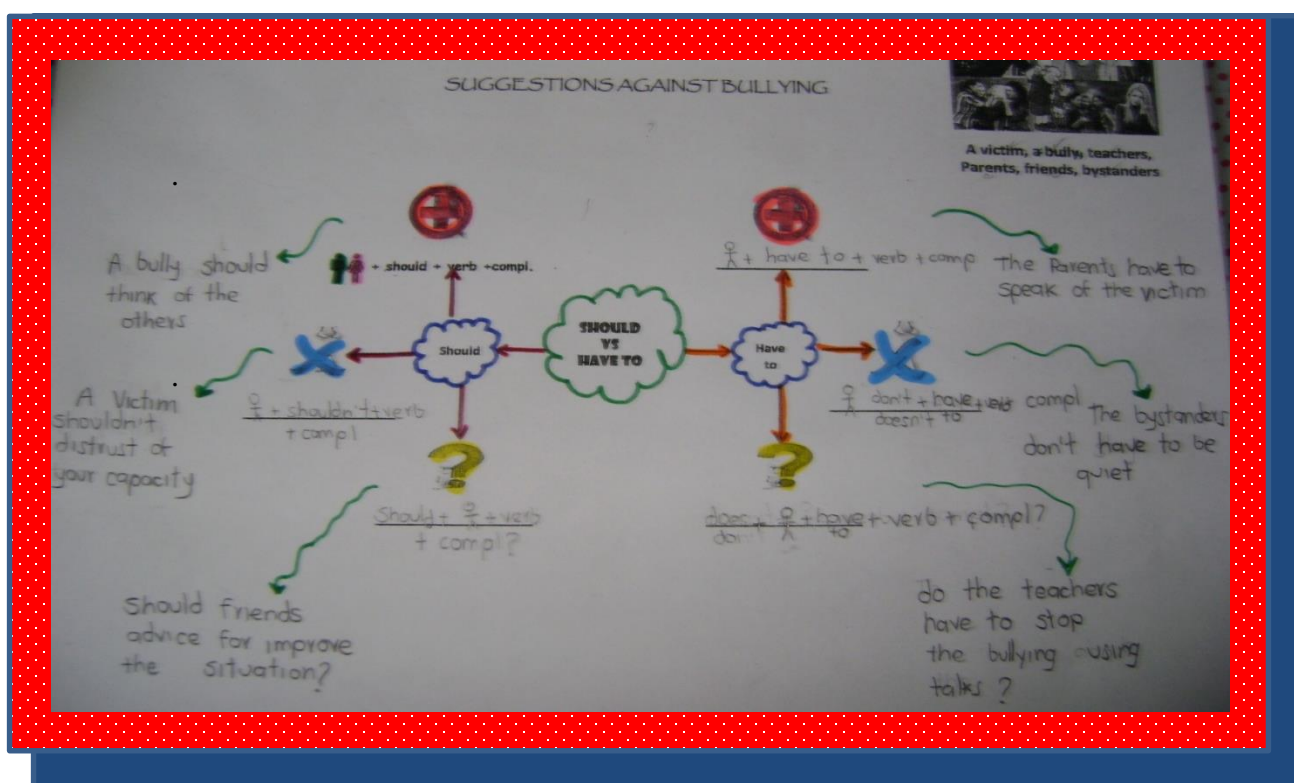 SUGGESTIONS AGAINST BULLYING
A victim, a bully, teachers,
Parents, friends, bystanders
A bully should
think of the
others
+ should + verb +compl.
+ have to + verb + comp
The Parents have to
speak of the victim
SHOULD
VS
HAVE TO
Should
Have
to
A Victim
Shouldn't
distrust of
your capacity
+ shouldn't + verb
+ compl
don't + have + verb compl
doesn't to
The bystanders
don't have to be
quiet
Should + + verb
+ compl?
does + + have + verb + compl?
to
Should friends
advice for improve
the situation?
do the teachers
have to stop
the bullying using
talks ?